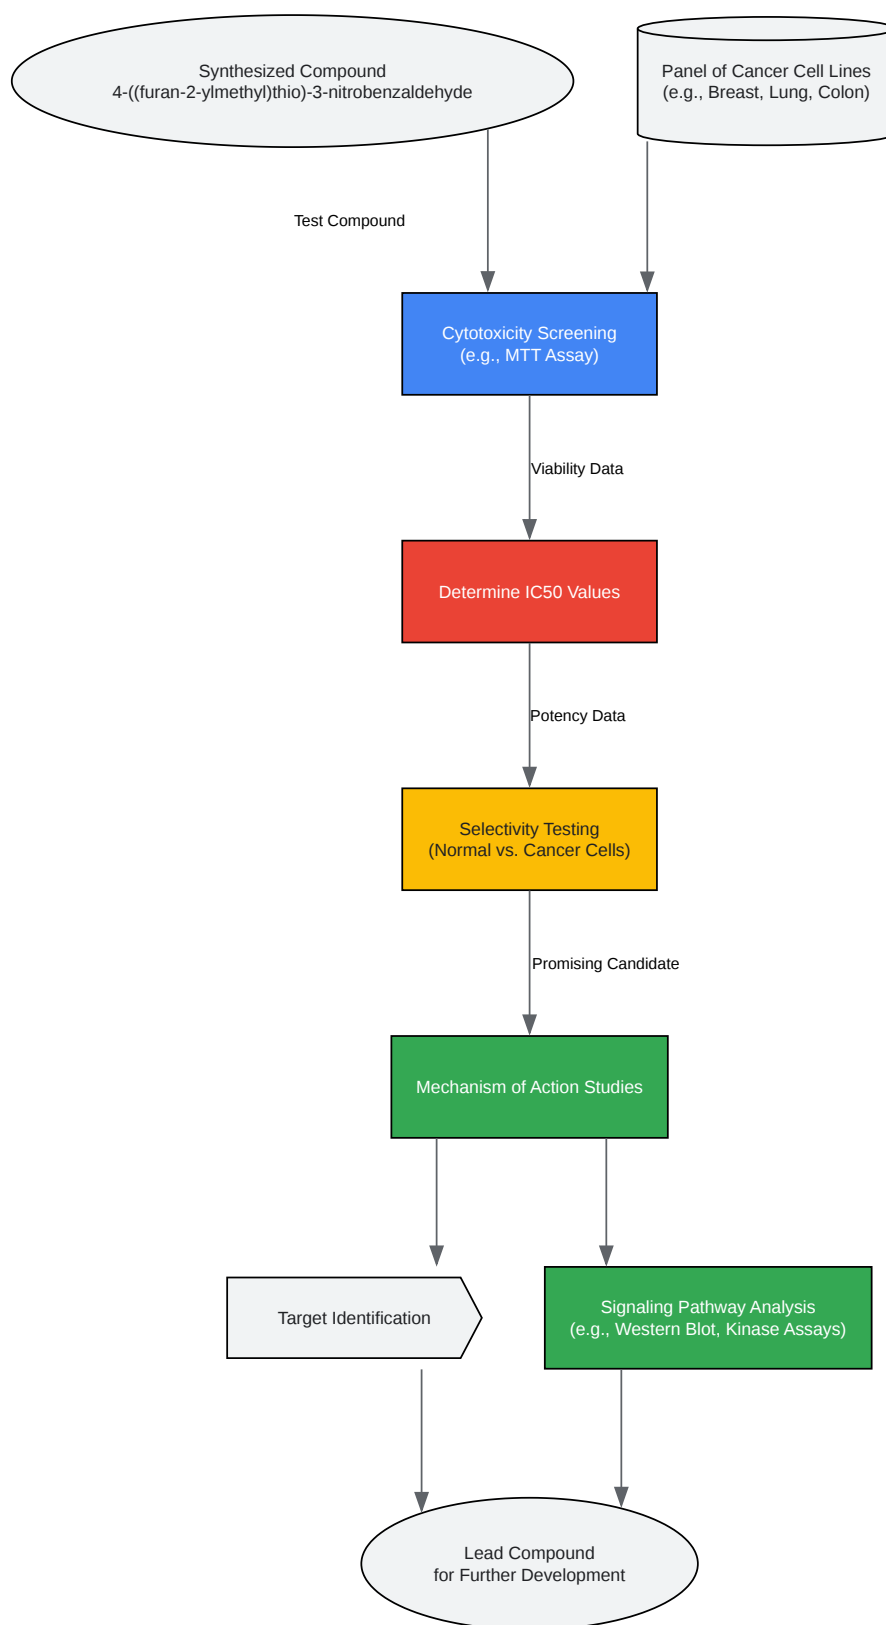 Synthesized Compound
4-((furan-2-ylmethyl)thio)-3-nitrobenzaldehyde
Panel of Cancer Cell Lines
(e.g., Breast, Lung, Colon)
Test Compound
Cytotoxicity Screening
(e.g., MTT Assay)
Viability Data
Determine IC50 Values
Potency Data
Selectivity Testing
(Normal vs. Cancer Cells)
Promising Candidate
Mechanism of Action Studies
Target Identification
Signaling Pathway Analysis
(e.g., Western Blot, Kinase Assays)
Lead Compound
for Further Development